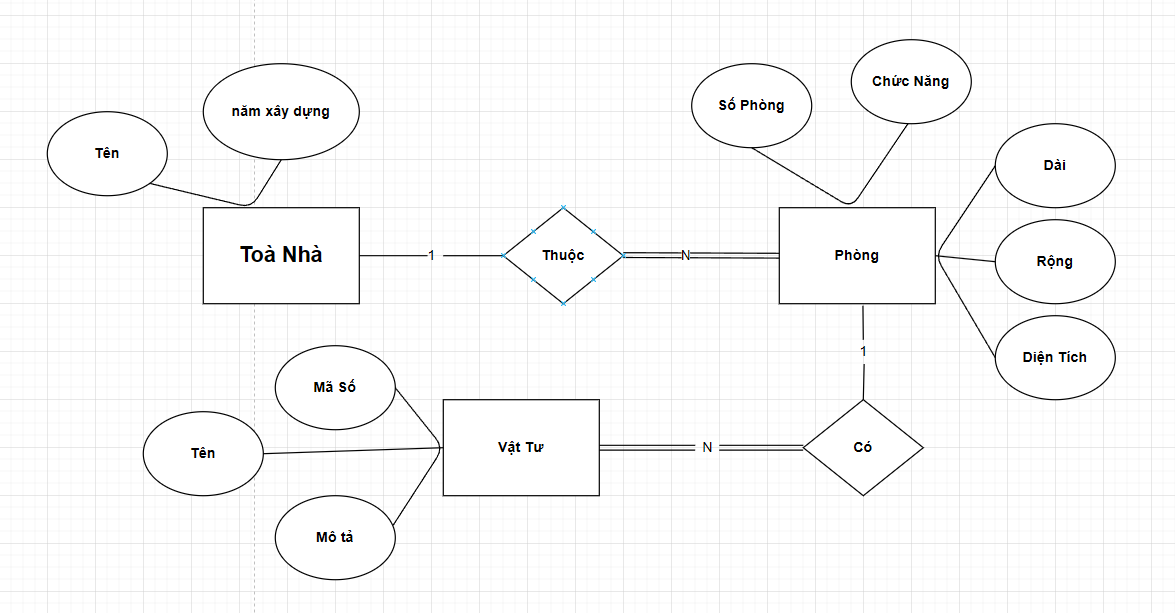 Chức Năng
Số Phòng
năm xây dựng
Tên
Dài
Toà Nhà
1
Thuộc
N
Phòng
Rộng
1
Diện Tích
Mã Số
Tên
Vật Tư
N
Có
Mô tả